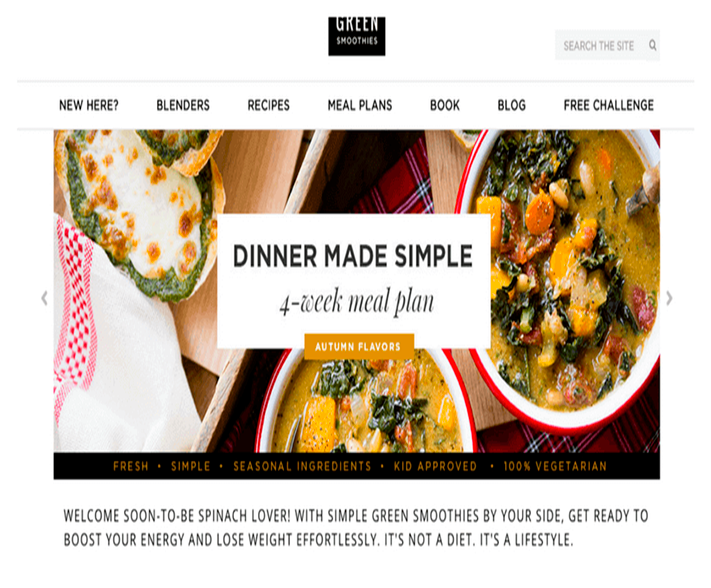 GREEN
SMOOTHIES
SEARCH THE SITE
NEW HERE? BLENDERS RECIPES MEAL PLANS BOOK BLOG FREE CHALLENGE
DINNER MADE SIMPLE
4-week meal plan
AUTUMN FLAVORS
FRESH • SIMPLE • SEASONAL INGREDIENTS • KID APPROVED • 100% VEGETARIAN
WELCOME SOON-TO-BE SPINACH LOVER! WITH SIMPLE GREEN SMOOTHIES BY YOUR SIDE, GET READY TO
BOOST YOUR ENERGY AND LOSE WEIGHT EFFORTLESSLY. IT'S NOT A DIET. IT'S A LIFESTYLE.